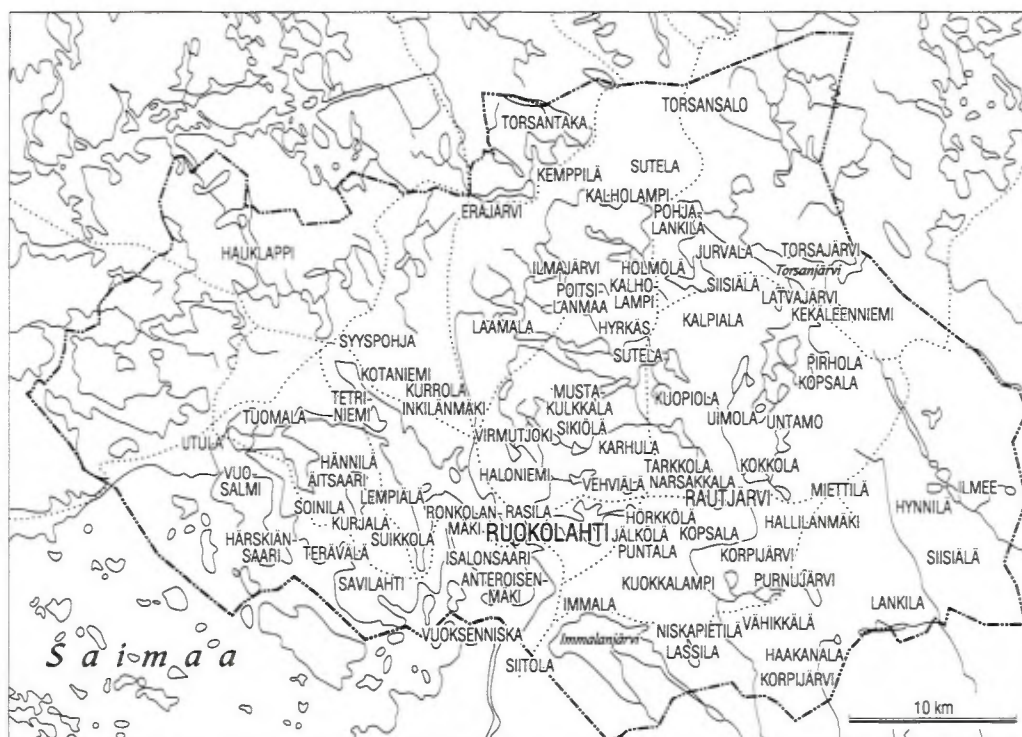 TORSANSALO
TORSANTAKA
SUTELA
KEMPPILÄ
KALHOLAMPI
ERÄJÄRVI
POHJA-
LANKILA
HAUKLAPPI
JURVALA
TORSAJÄRVI
ILMAJÄRVI
HOLMÖLÄ
Torsanjärvi
POITSI-
LANMAA
KALHO-
LAMPI
SIISIÄLÄ
LATVAJÄRVI
KEKÄLEENNIEMI
LAAMALA
HYRKÄS
KALPIALA
SYYSPOHJA
SUTELA
PIRHOLA
KOPSALA
KOTANIEMI
KURROLA
INKILÄNMÄKI
TETRI-
NIEMI
MUSTA-
KULKKALA
KUOPIOLA
TUOMALA
UIMOLA
UNTAMO
UTULA
VIRMUTJOKI
SIKIÖLÄ
KARHULA
HÄNNILÄ
ÄITSAARI
VUO-
SALMI
HALONIEMI
VEHVIÄLÄ
TARKKOLA
NARSAKKALA
KOKKOLA
LEMPIÄLÄ
RAUTJÄRVI
MIETTILÄ
ILMEE
HYNNILÄ
SOINILA
RONKOLAN-
MÄKI
RASILA
HÖRKKÖLÄ
KURJALA
RUOKOLAHTI
JÄLKÖLÄ
KOPSALA
HALLILANMÄKI
HÄRSKIÄN-
SAARI
SUIKKOLA
TERÄVÄLÄ
ISALONSAARI
PUNTALA
KORPIJÄRVI
SIISIÄLÄ
SAVILAHTI
ANTEROISEN-
MÄKI
KUOKKALAMPI
PURNUJÄRVI
IMMALA
LANKILA
VUOKSENNISKA
Immalanjärvi
NISKAPIETILÄ
VÄHIKKÄLÄ
LASSILA
Saimaa
SIITOLA
HAAKANALA
KORPIJÄRVI
10 km